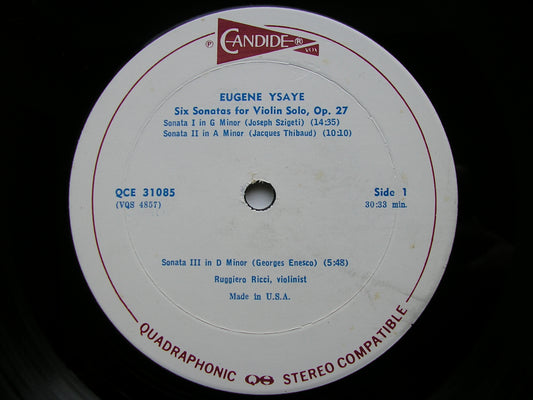 ℗ CANDIDE ®
VOX
EUGENE YSAYE
Six Sonatas for Violin Solo, Op. 27
Sonata I in G Minor (Joseph Szigeti) (14:35)
Sonata II in A Minor (Jacques Thibaud) (10:10)
QCE 31085 Side 1
(VQS 4857) 30:33 min.
Sonata III in D Minor (Georges Enesco) (5:48)
Ruggiero Ricci, violinist
Made in U.S.A.
QUADRAPHONIC QS STEREO COMPATIBLE